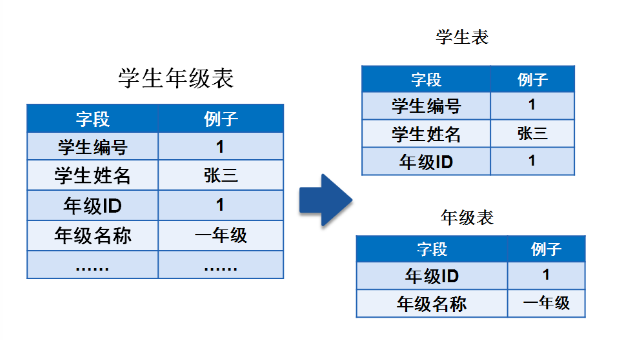 学生年级表
字段 例子
学生编号 1
学生姓名 张三
年级ID 1
年级名称 一年级
…… ……
学生表
字段 例子
学生编号 1
学生姓名 张三
年级ID 1
年级表
字段 例子
年级ID 1
年级名称 一年级